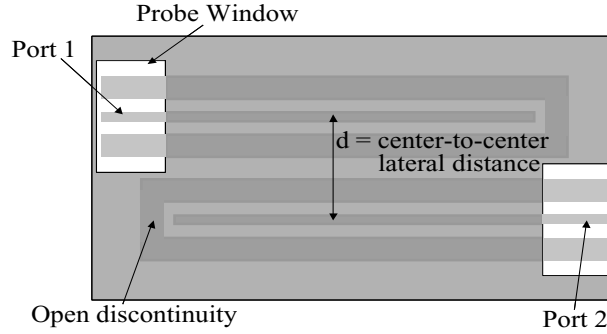 Probe Window
Port 1
d = center-to-center
lateral distance
Open discontinuity
Port 2